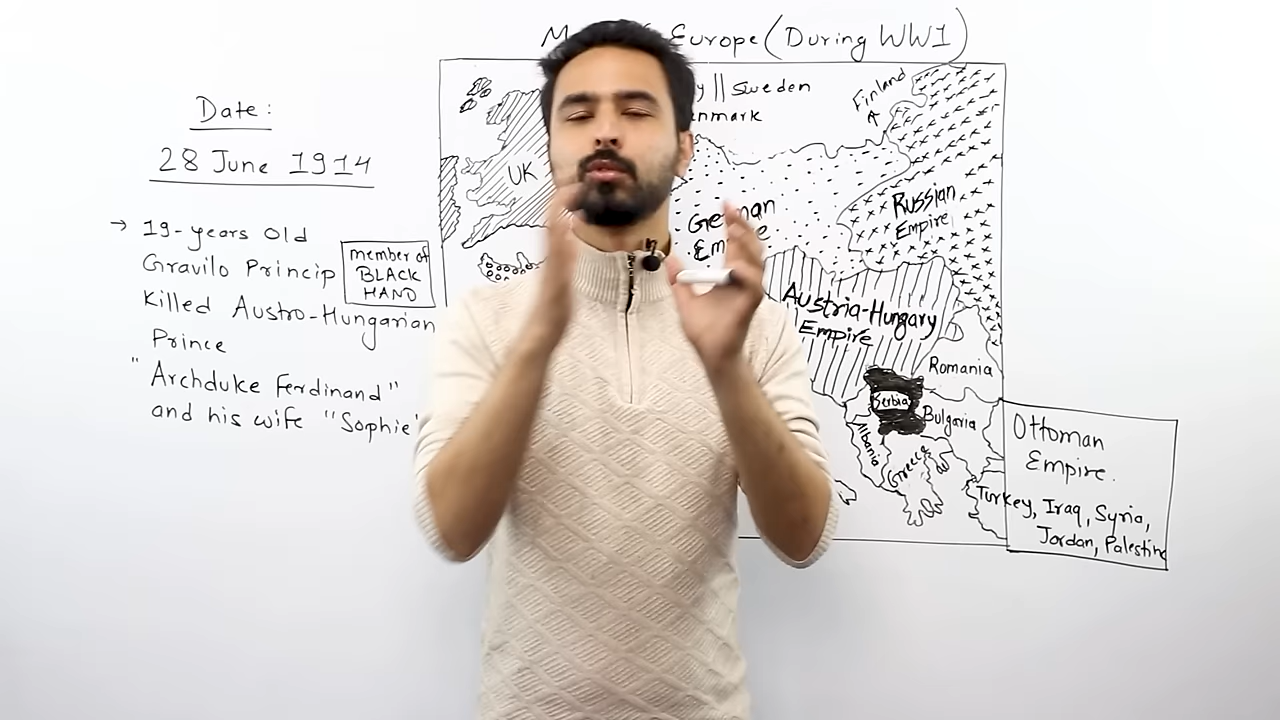 Date:
28 June 1914
→ 19-years Old
Gravilo Princip
member of
BLACK
HAND
Killed Austro-Hungarian
Prince
"Archduke Ferdinand"
and his wife "Sophie"
Europe (During WW1)
Sweden
Finland
UK
German
Empire
Russian
Empire
Austria-Hungary
Empire
Romania
Serbia
Bulgaria
Albania
Greece
Ottoman
Empire.
Turkey, Iraq, Syria,
Jordan, Palestine